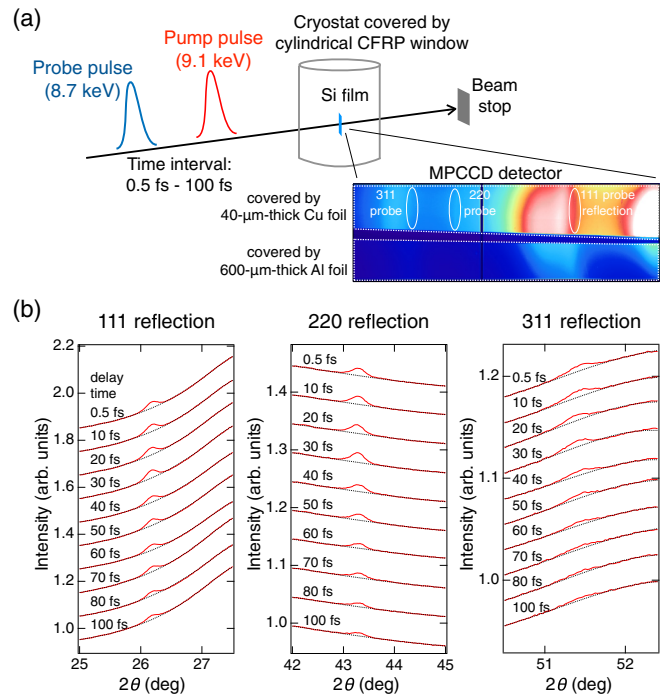 (a)
Cryostat covered by
cylindrical CFRP window
Pump pulse
(9.1 keV)
Probe pulse
(8.7 keV)
Si film
Beam
stop
Time interval:
0.5 fs - 100 fs
MPCCD detector
covered by
40-μm-thick Cu foil
311
probe
220
probe
111 probe
reflection
covered by
600-μm-thick Al foil
(b)
111 reflection
220 reflection
311 reflection
Intensity (arb. units)
2.2
2.0
1.8
1.6
1.4
1.2
1.0
delay
time
0.5 fs
10 fs
20 fs
30 fs
40 fs
50 fs
60 fs
70 fs
80 fs
100 fs
25
26
27
2θ (deg)
Intensity (arb. units)
1.4
1.3
1.2
1.1
1.0
0.5 fs
10 fs
20 fs
30 fs
40 fs
50 fs
60 fs
70 fs
80 fs
100 fs
42
43
44
45
2θ (deg)
Intensity (arb. units)
1.2
1.1
1.0
0.5 fs
10 fs
20 fs
30 fs
40 fs
50 fs
60 fs
70 fs
80 fs
100 fs
51
52
2θ (deg)